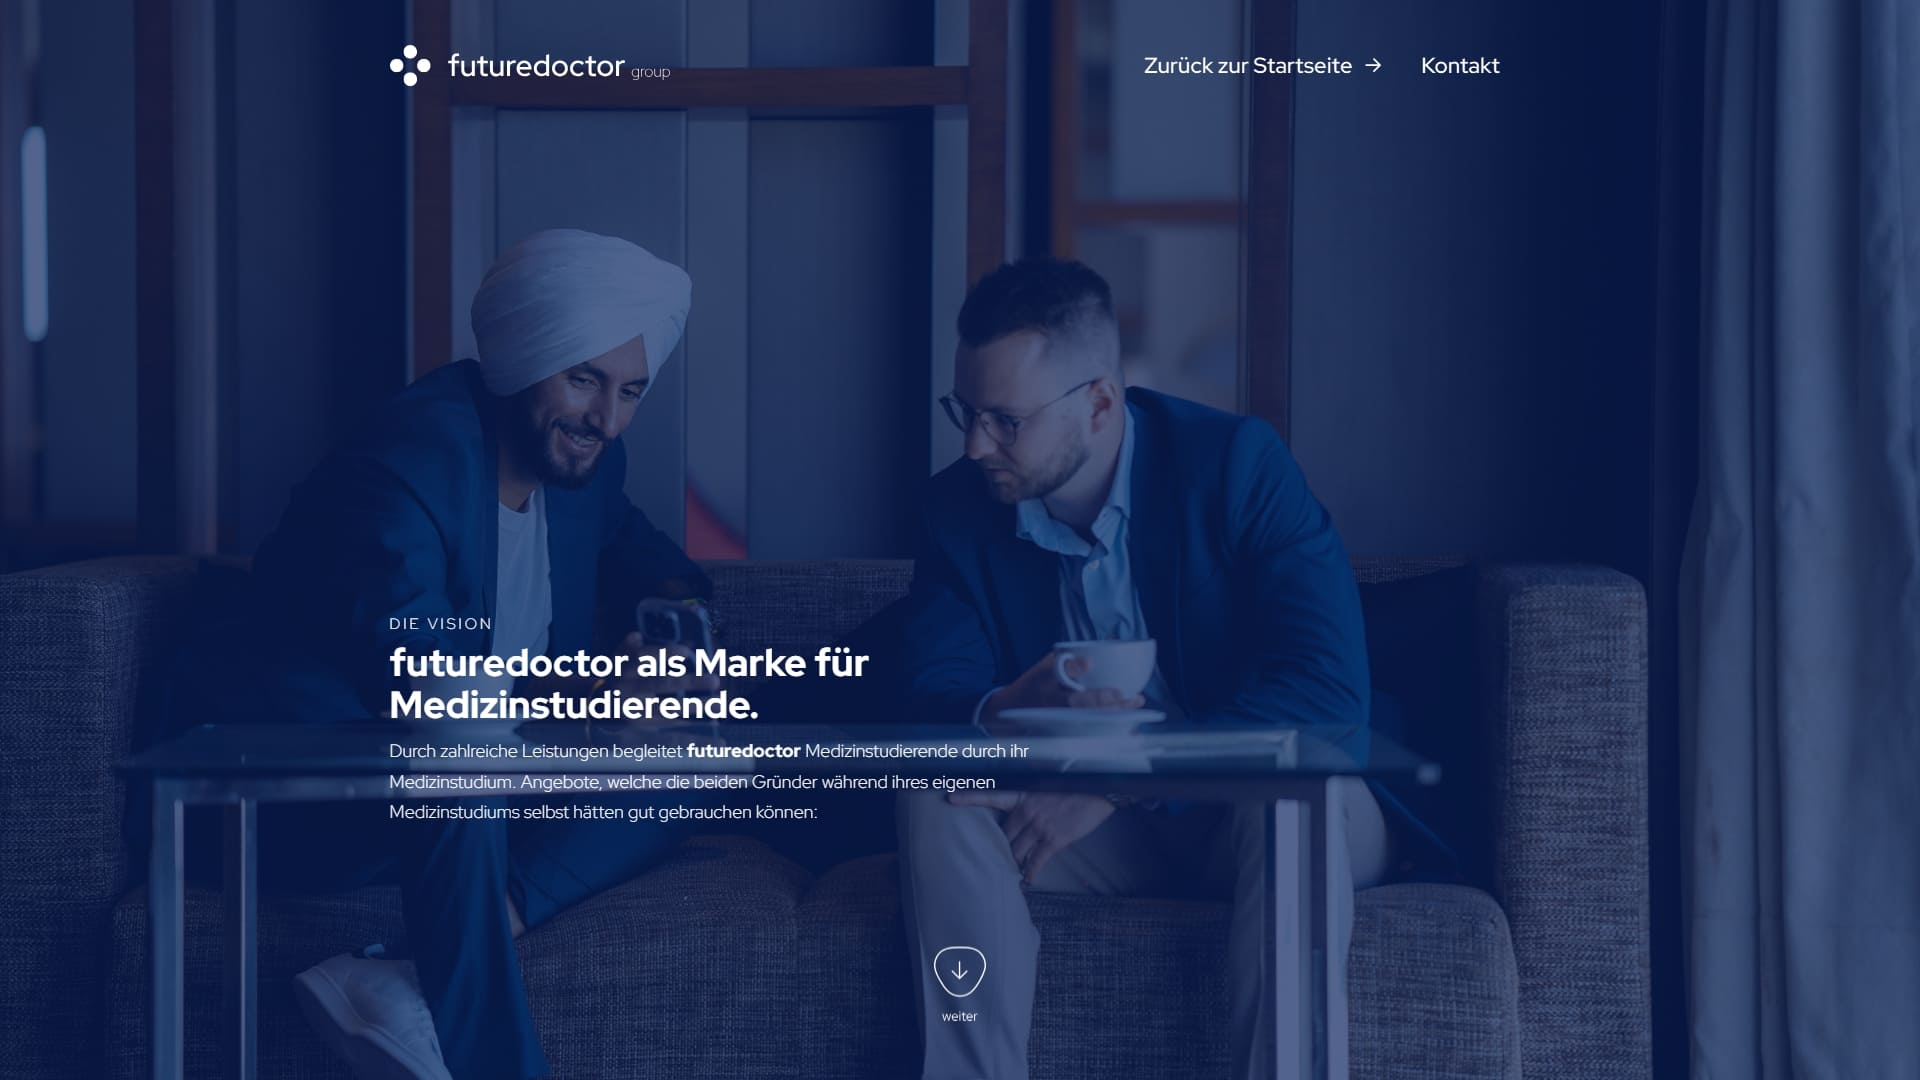 futuredoctor group
Zurück zur Startseite → Kontakt
DIE VISION
futuredoctor als Marke für
Medizinstudierende.
Durch zahlreiche Leistungen begleitet futuredoctor Medizinstudierende durch ihr
Medizinstudium. Angebote, welche die beiden Gründer während ihres eigenen
Medizinstudiums selbst hätten gut gebrauchen können:
weiter